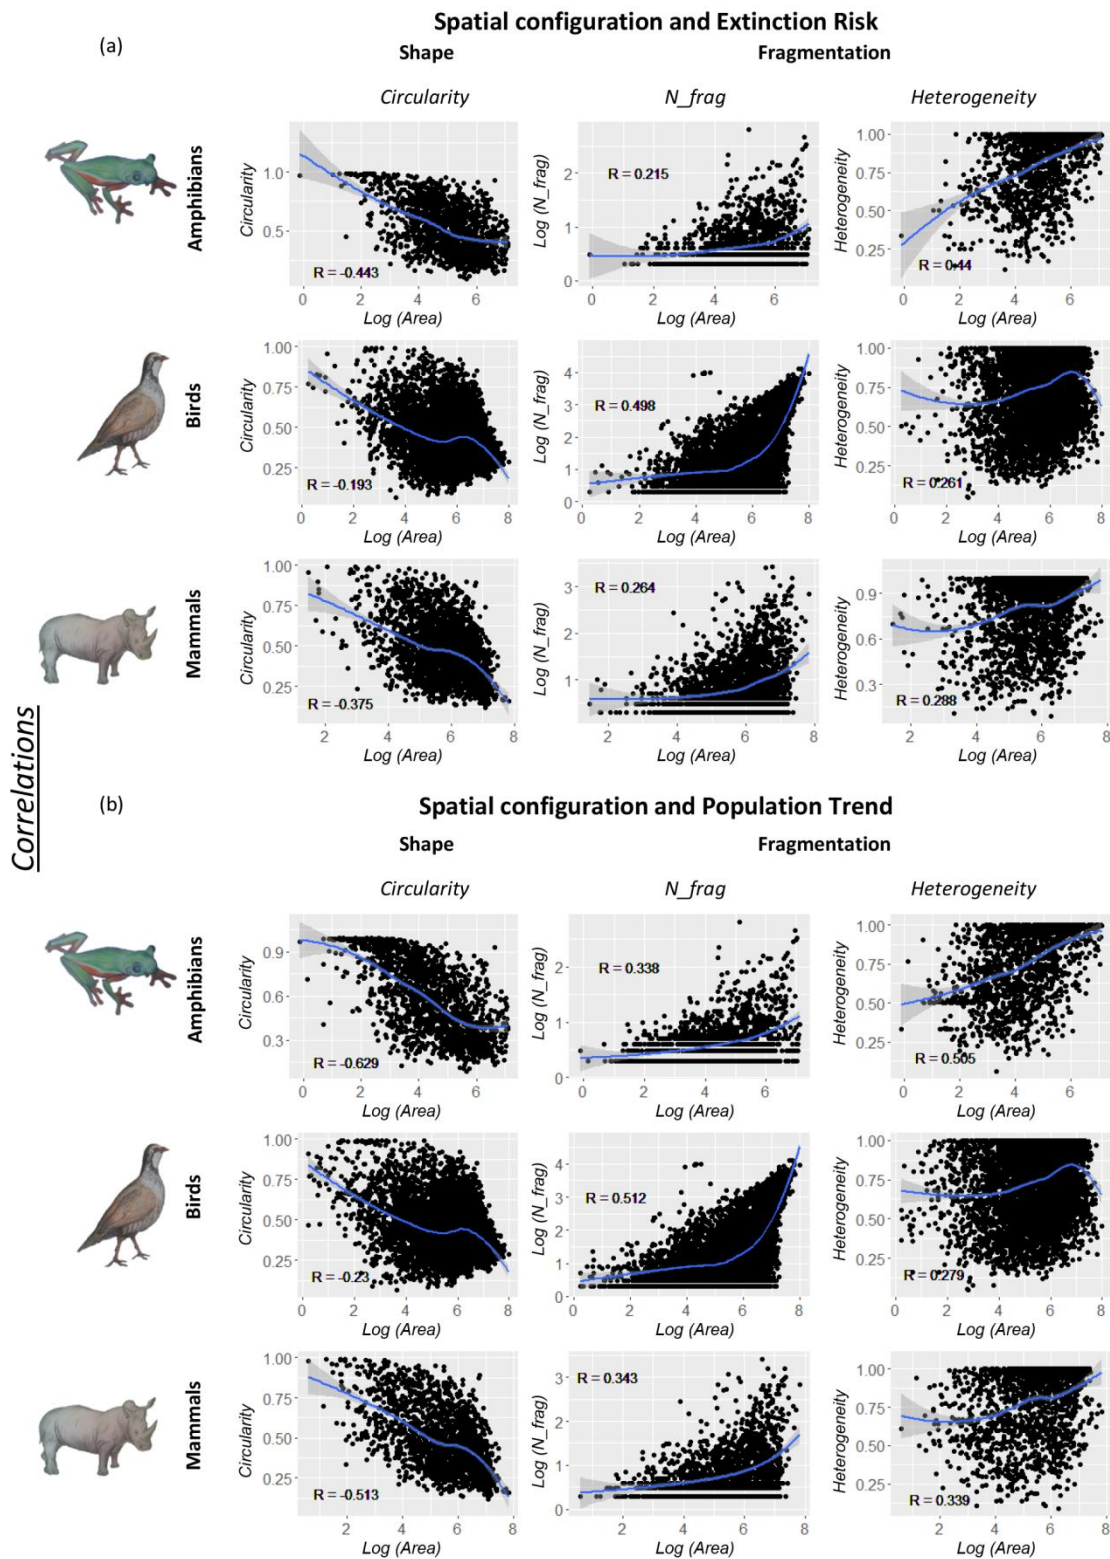 Spatial configuration and Extinction Risk
(a)
Shape
Fragmentation
Circularity
N_frag
Heterogeneity
Amphibians
Circularity
1.0
0.5
R = -0.443
0 2 4 6
Log (Area)
Log (N_frag)
2
1
0
R = 0.215
0 2 4 6
Log (Area)
Heterogeneity
1.00
0.75
0.50
0.25
R = 0.44
0 2 4 6
Log (Area)
Birds
Circularity
1.00
0.75
0.50
0.25
R = -0.193
0 2 4 6 8
Log (Area)
Log (N_frag)
4
3
2
1
0
R = 0.498
0 2 4 6 8
Log (Area)
Heterogeneity
1.00
0.75
0.50
0.25
R = 0.261
0 2 4 6 8
Log (Area)
Mammals
Circularity
1.00
0.75
0.50
0.25
R = -0.375
2 4 6 8
Log (Area)
Log (N_frag)
3
2
1
R = 0.264
2 4 6 8
Log (Area)
Heterogeneity
0.9
0.6
0.3
R = 0.288
2 4 6 8
Log (Area)
Correlations
(b)
Spatial configuration and Population Trend
Shape
Fragmentation
Circularity
N_frag
Heterogeneity
Amphibians
Circularity
0.9
0.6
0.3
R = -0.629
0 2 4 6
Log (Area)
Log (N_frag)
2
1
0
R = 0.338
0 2 4 6
Log (Area)
Heterogeneity
1.00
0.75
0.50
0.25
R = 0.505
0 2 4 6
Log (Area)
Birds
Circularity
1.00
0.75
0.50
0.25
R = -0.23
0 2 4 6 8
Log (Area)
Log (N_frag)
4
3
2
1
0
R = 0.512
0 2 4 6 8
Log (Area)
Heterogeneity
1.00
0.75
0.50
0.25
R = 0.279
0 2 4 6 8
Log (Area)
Mammals
Circularity
1.00
0.75
0.50
0.25
R = -0.513
2 4 6 8
Log (Area)
Log (N_frag)
3
2
1
0
R = 0.343
2 4 6 8
Log (Area)
Heterogeneity
1.00
0.75
0.50
0.25
R = 0.339
2 4 6 8
Log (Area)